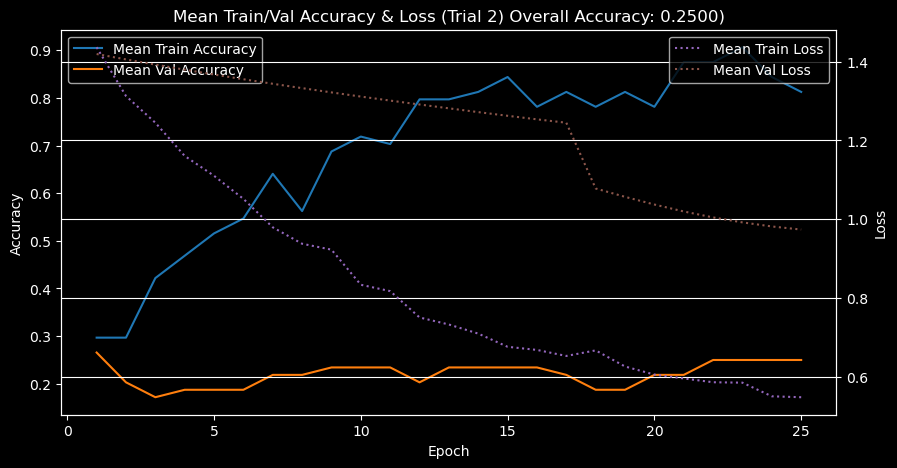 Mean Train/Val Accuracy & Loss (Trial 2) Overall Accuracy: 0.2500)
Mean Train Accuracy
Mean Val Accuracy
Mean Train Loss
Mean Val Loss
Accuracy
0.9
0.8
0.7
0.6
0.5
0.4
0.3
0.2
1.4
1.2
1.0
0.8
0.6
Loss
0
5
10
15
20
25
Epoch